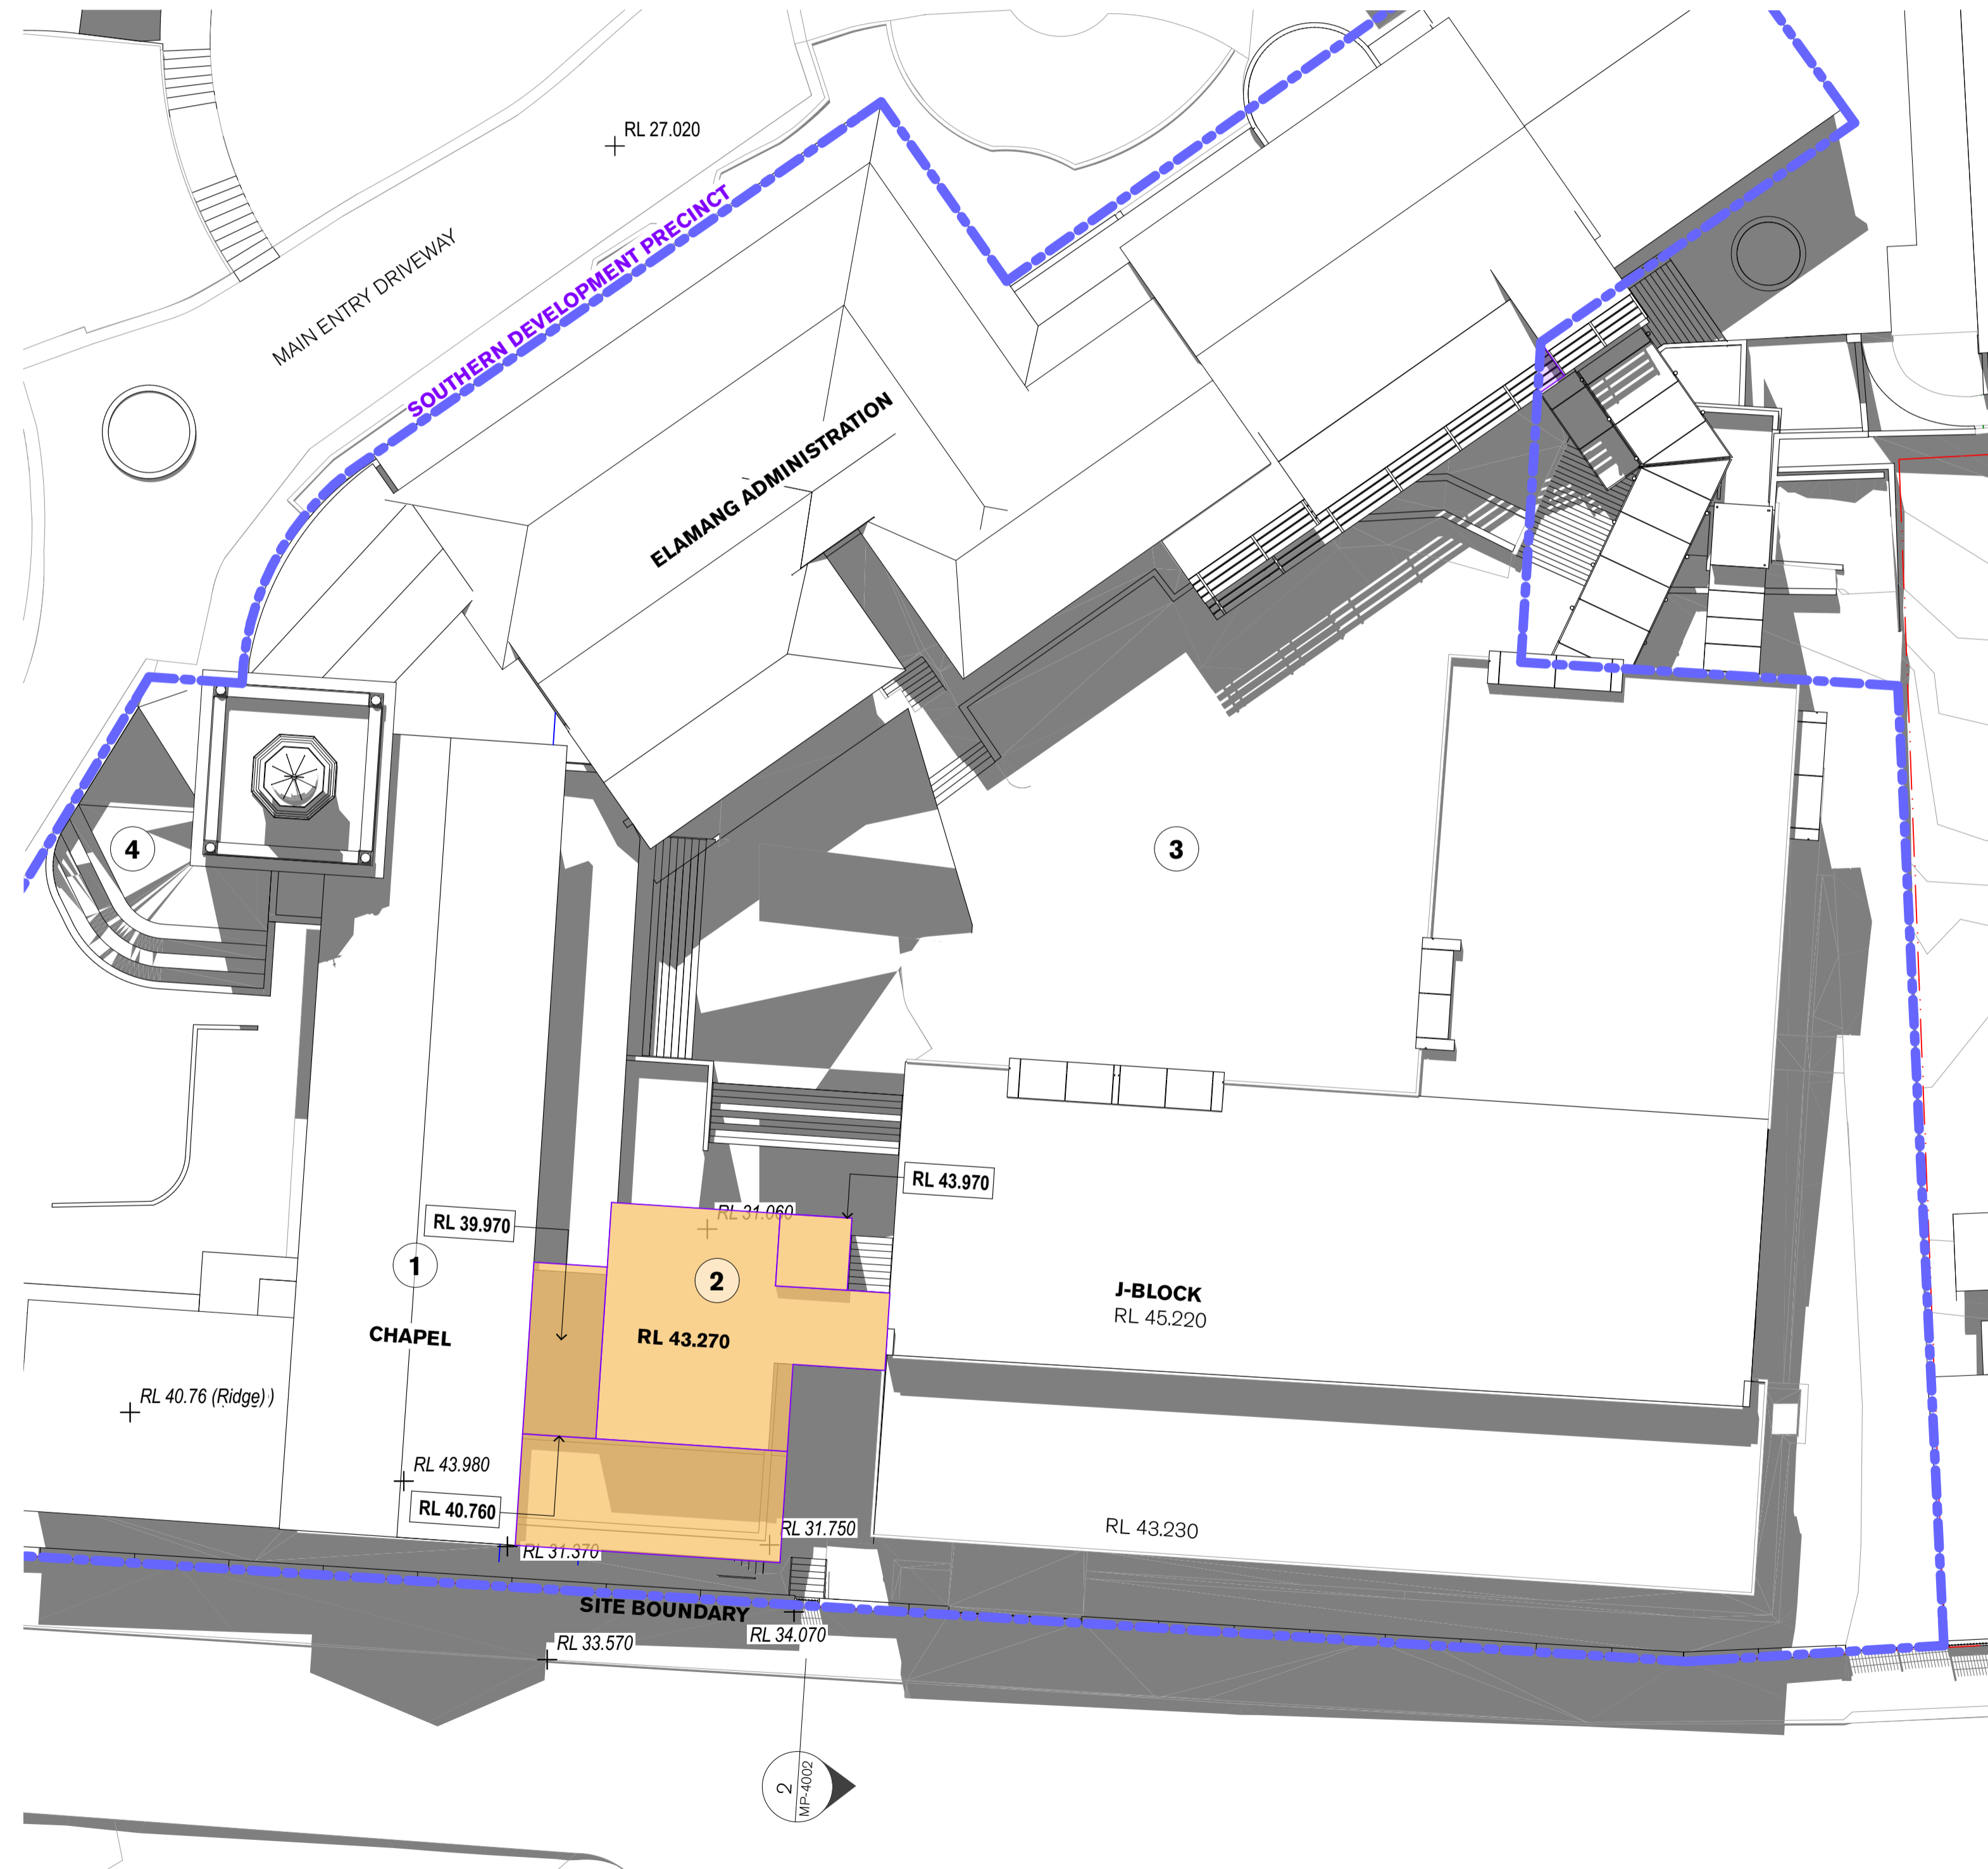 RL 27.020
MAIN ENTRY DRIVEWAY
SOUTHERN DEVELOPMENT PRECINCT
ELAMANG ADMINISTRATION
4
3
RL 43.970
RL 31.060
RL 39.970
1
2
J-BLOCK
RL 45.220
CHAPEL
RL 43.270
RL 40.76 (Ridge)
RL 43.980
RL 40.760
RL 31.750
RL 43.230
RL 31.370
SITE BOUNDARY
RL 34.070
RL 33.570
2
MP-4002